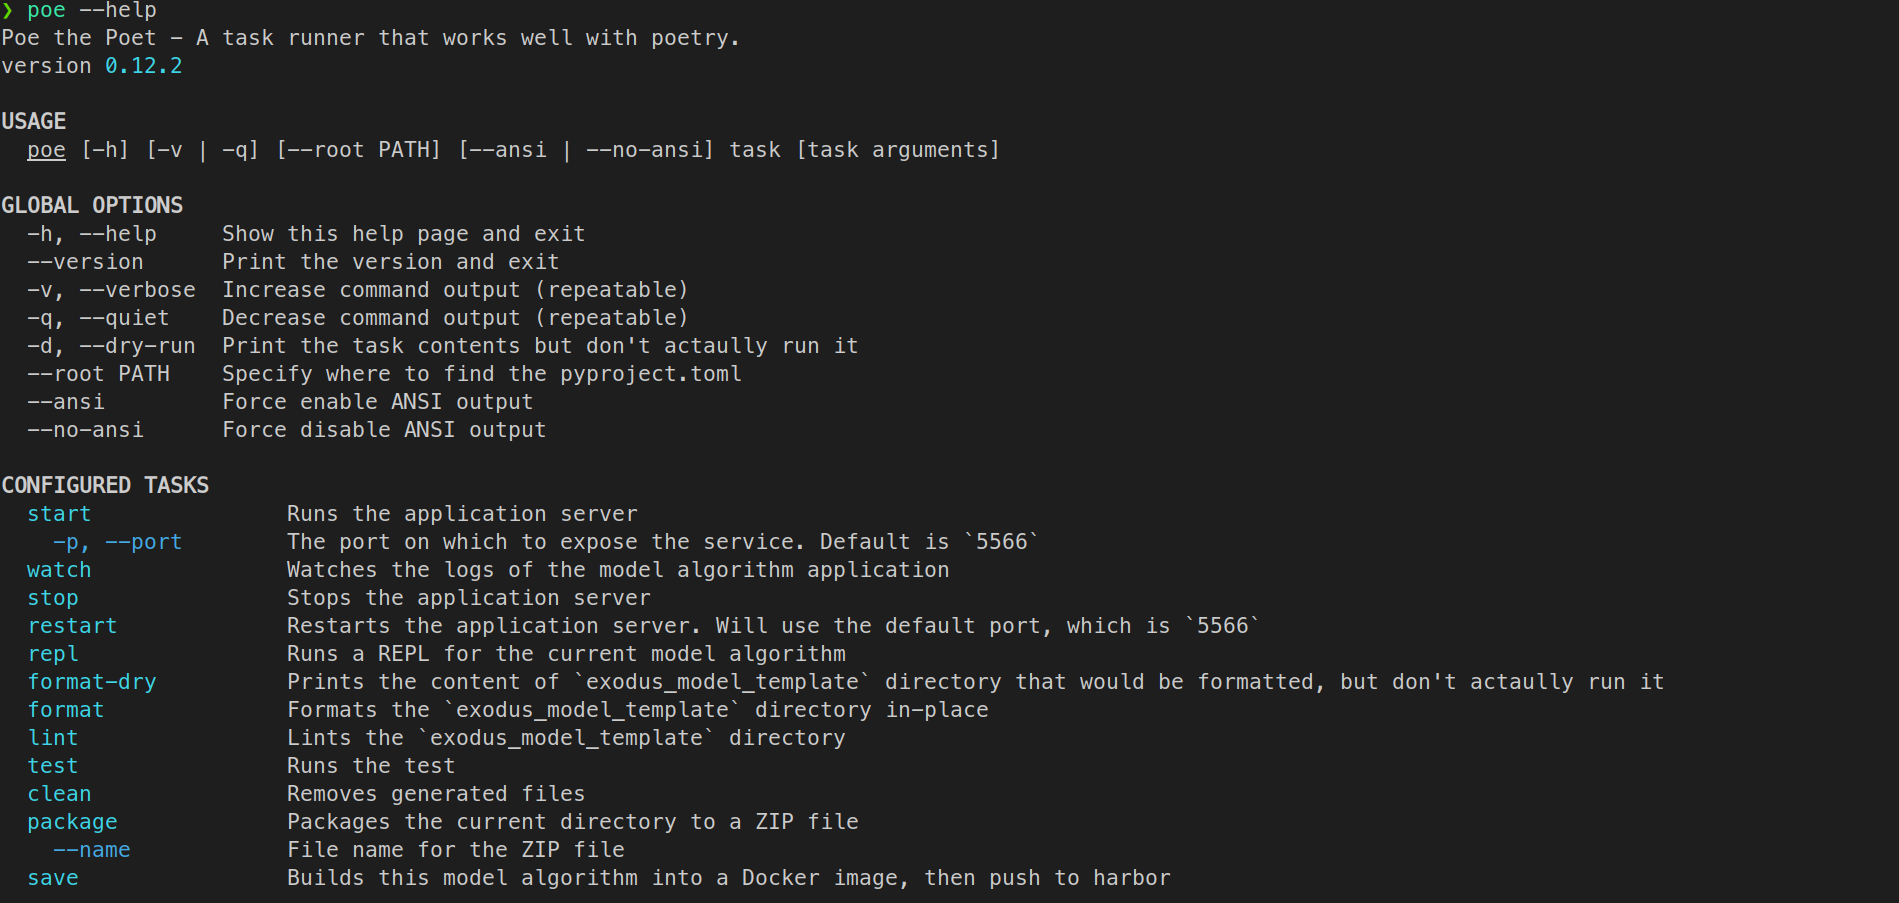 ❯ poe --help
Poe the Poet - A task runner that works well with poetry.
version 0.12.2
USAGE
poe [-h] [-v | -q] [--root PATH] [--ansi | --no-ansi] task [task arguments]
GLOBAL OPTIONS
-h, --help     Show this help page and exit
--version      Print the version and exit
-v, --verbose  Increase command output (repeatable)
-q, --quiet    Decrease command output (repeatable)
-d, --dry-run  Print the task contents but don't actaully run it
--root PATH    Specify where to find the pyproject.toml
--ansi         Force enable ANSI output
--no-ansi      Force disable ANSI output
CONFIGURED TASKS
start               Runs the application server
-p, --port        The port on which to expose the service. Default is `5566`
watch               Watches the logs of the model algorithm application
stop                Stops the application server
restart             Restarts the application server. Will use the default port, which is `5566`
repl                Runs a REPL for the current model algorithm
format-dry          Prints the content of `exodus_model_template` directory that would be formatted, but don't actaully run it
format              Formats the `exodus_model_template` directory in-place
lint                Lints the `exodus_model_template` directory
test                Runs the test
clean               Removes generated files
package             Packages the current directory to a ZIP file
--name            File name for the ZIP file
save                Builds this model algorithm into a Docker image, then push to harbor